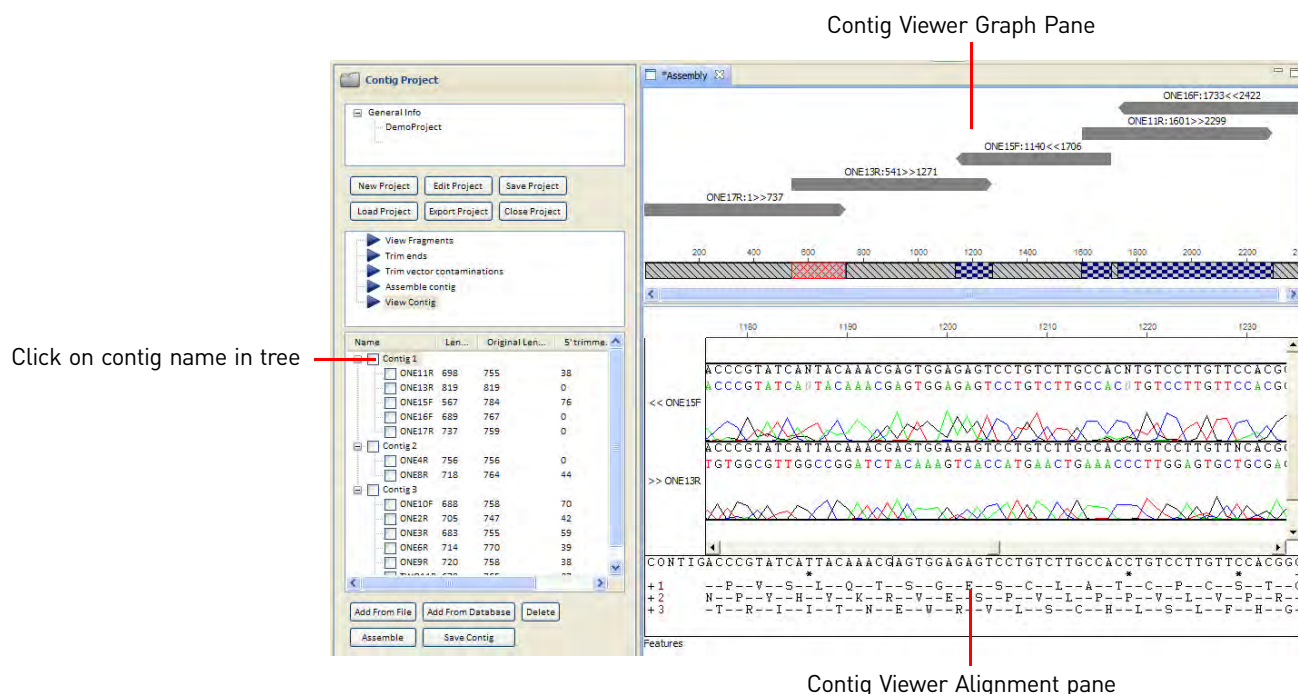 Contig Viewer Graph Pane
Contig Project
General Info
DemoProject
New Project Edit Project Save Project
Load Project Export Project Close Project
View Fragments
Trim ends
Trim vector contaminations
Assemble contig
View Contig
Click on contig name in tree
Name Len... Original Len... 5' trimme.
Contig 1
ONE11R 698 755 38
ONE13R 819 819 0
ONE15F 567 784 76
ONE16F 689 767 0
ONE17R 737 759 0
Contig 2
ONE4R 756 756 0
ONE8R 718 764 44
Contig 3
ONE10F 688 758 70
ONE2R 705 747 42
ONE3R 683 755 59
ONE6R 714 770 39
ONE9R 720 758 38
Add From File Add From Database Delete
Assemble Save Contig
*Assembly
ONE16F:1733<<2422
ONE11R:1601>>2299
ONE15F:1140<<1706
ONE13R:541>>1271
ONE17R:1>>737
200 400 600 800 1000 1200 1400 1600 1800 2000 2200 2
1180 1190 1200 1210 1220 1230
ACCCGTATCANTACAAACGAGTGGAGAGTCCTGTCTTGCCACNTGTCCTTGTTCCACG
ACCCGTATCA0TACAAACGAGTGGAGAGTCCTGTCTTGCCAC0TGTCCTTGTTCCACG
<< ONE15F
ACCCGTATCATTACAAACGAGTGGAGAGTCCTGTCTTGCCACCTGTCCTTGTTNCACG
TGTGGCGTTGGCCGGATCTACAAAGTCACCATGAACTGAAACCCTTGGAGTGCTGCGA
>> ONE13R
CONTIGACCCGTATCATTACAAACGAGTGGAGAGTCCTGTCTTGCCACCTGTCCTTGTTCCACGG
* * *
+1 --P--V--S--L--Q--T--S--G--E--S--C--L--A--T--C--P--C--S--T--
+2 N--P--Y--H--Y--K--R--V--E--S--P--V--L--P--P--V--L--V--P--R-
+3 -T--R--I--I--T--N--E--W--R--V--L--S--C--H--L--S--L--F--H--G
Features
Contig Viewer Alignment pane